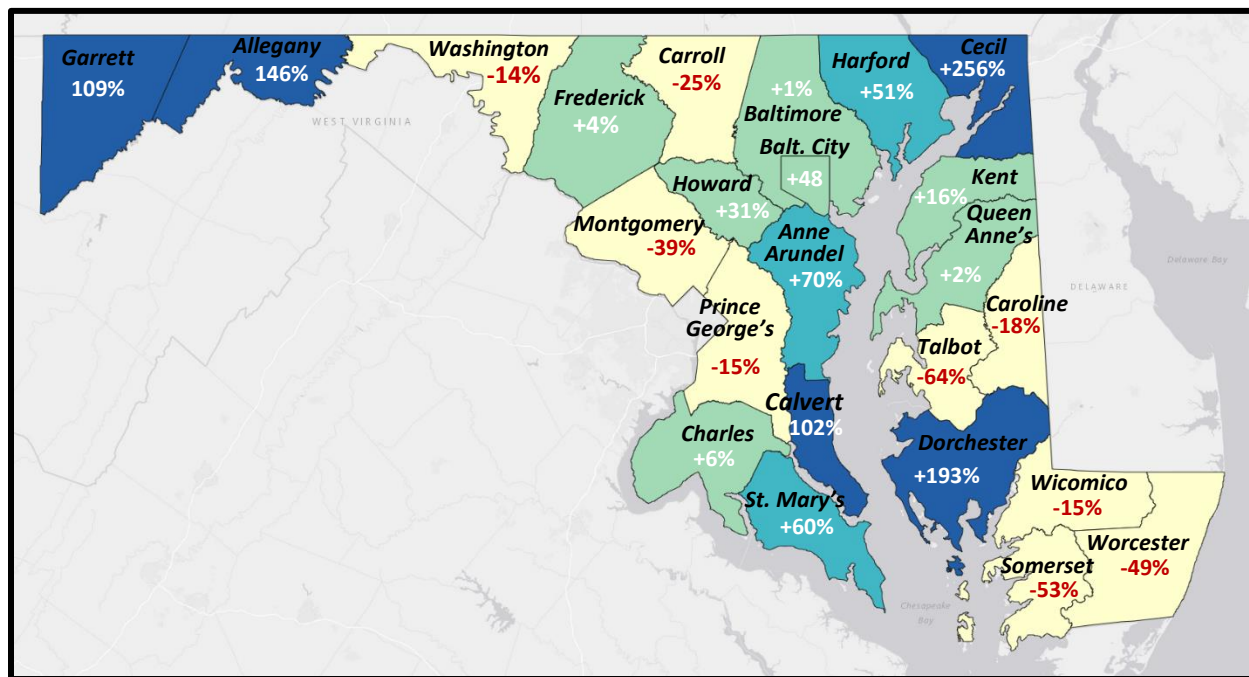 Garrett
109%
Allegany
146%
Washington
-14%
Frederick
+4%
Carroll
-25%
+1%
Baltimore
Balt. City
+48
Harford
+51%
Cecil
+256%
WEST VIRGINIA
Howard
+31%
Montgomery
-39%
Anne
Arundel
+70%
Kent
+16%
Queen
Anne's
+2%
Prince
George's
-15%
Caroline
-18%
Talbot
-64%
DELAWARE
Delaware Bay
Calvert
102%
Charles
+6%
St. Mary's
+60%
Dorchester
+193%
Wicomico
-15%
Worcester
-49%
Somerset
-53%
Chesapeake
Bay